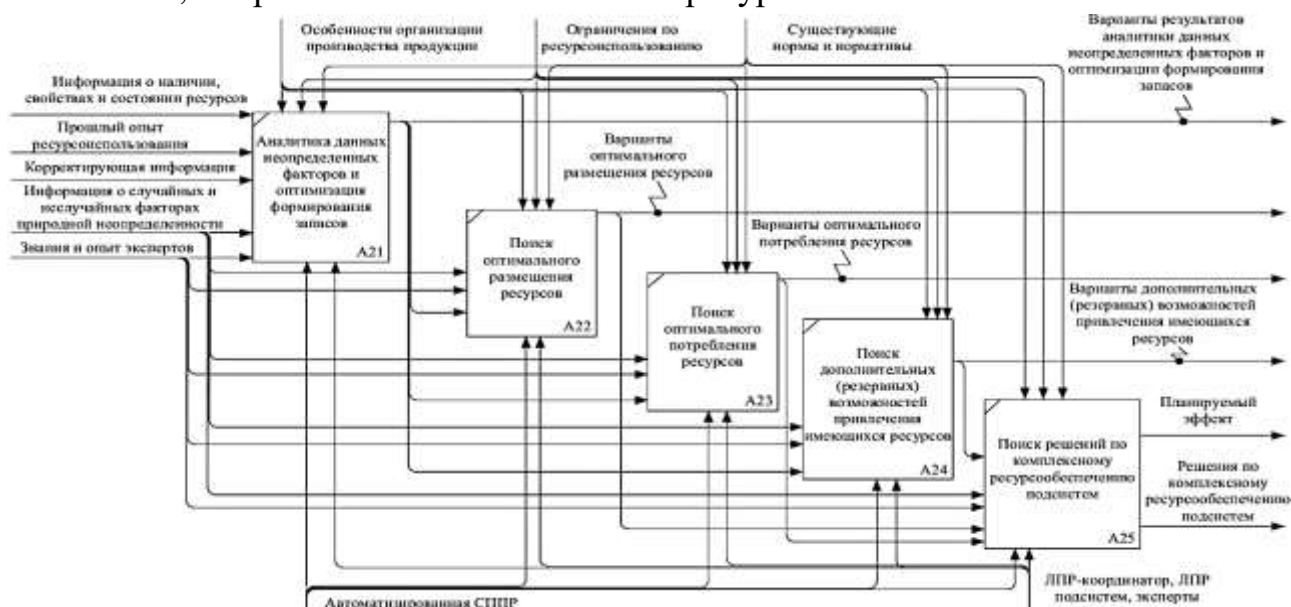 Особенности организации
производства продукции
Ограничения по
ресурсоиспользованию
Существующие
нормы и нормативы
Варианты результатов
аналитики данных
неопределенных факторов и
оптимизации формирования
запасов
Информация о наличии,
свойствах и состоянии ресурсов
Прошлый опыт
ресурсоиспользования
Корректирующая информация
Информация о случайных и
неслучайных факторах
природной неопределенности
Знания и опыт экспертов
Аналитика данных
неопределенных
факторов и
оптимизация
формирования
запасов
А21
Варианты
оптимального
размещения ресурсов
Поиск
оптимального
размещения
ресурсов
А22
Варианты оптимального
потребления ресурсов
Поиск
оптимального
потребления
ресурсов
А23
Варианты дополнительных
(резервных) возможностей
привлечения имеющихся
ресурсов
Поиск
дополнительных
(резервных)
возможностей
привлечения
имеющихся ресурсов
А24
Планируемый
эффект
Поиск решений по
комплексному
ресурсообеспечению
подсистем
А25
Решения по
комплексному
ресурсообеспечению
подсистем
ЛПР-координатор, ЛПР
подсистем, эксперты
Автоматизированная СППР